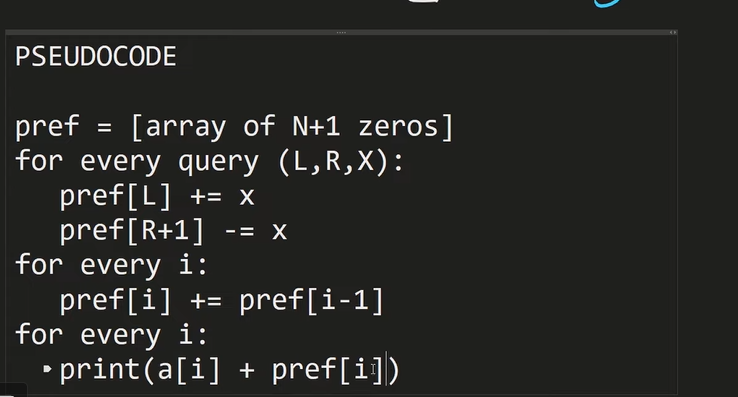 PSEUDOCODE
pref = [array of N+1 zeros]
for every query (L,R,X):
pref[L] += x
pref[R+1] -= x
for every i:
pref[i] += pref[i-1]
for every i:
print(a[i] + pref[i])